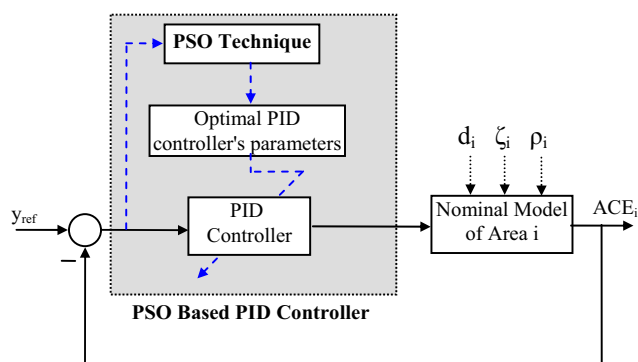 PSO Technique
Optimal PID
controller's parameters
d_i ζ_i ρ_i
y_ref
PID
Controller
Nominal Model
of Area i
ACE_i
–
PSO Based PID Controller